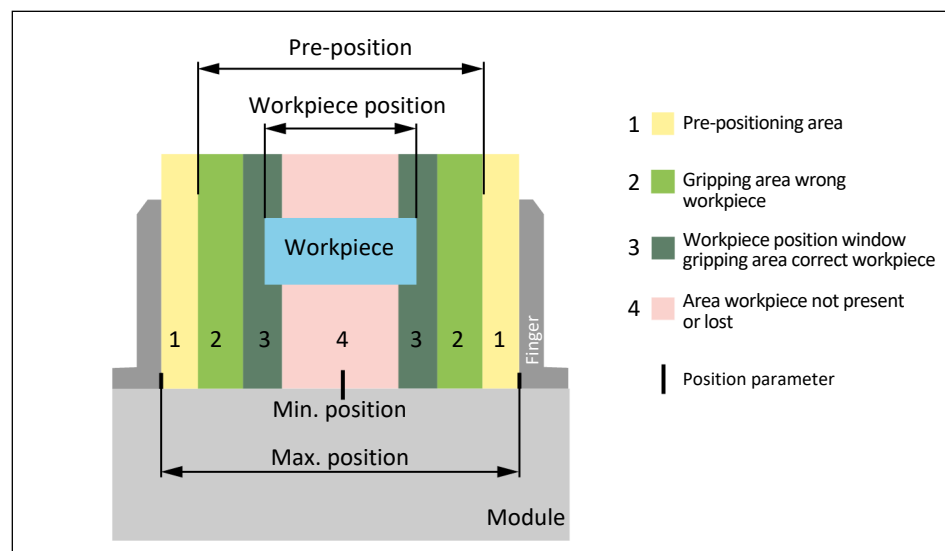 Pre-position
Workpiece position
Workpiece
1 2 3 4 3 2 1
Finger
Min. position
Max. position
Module
1 Pre-positioning area
2 Gripping area wrong
workpiece
3 Workpiece position window
gripping area correct workpiece
4 Area workpiece not present
or lost
Position parameter